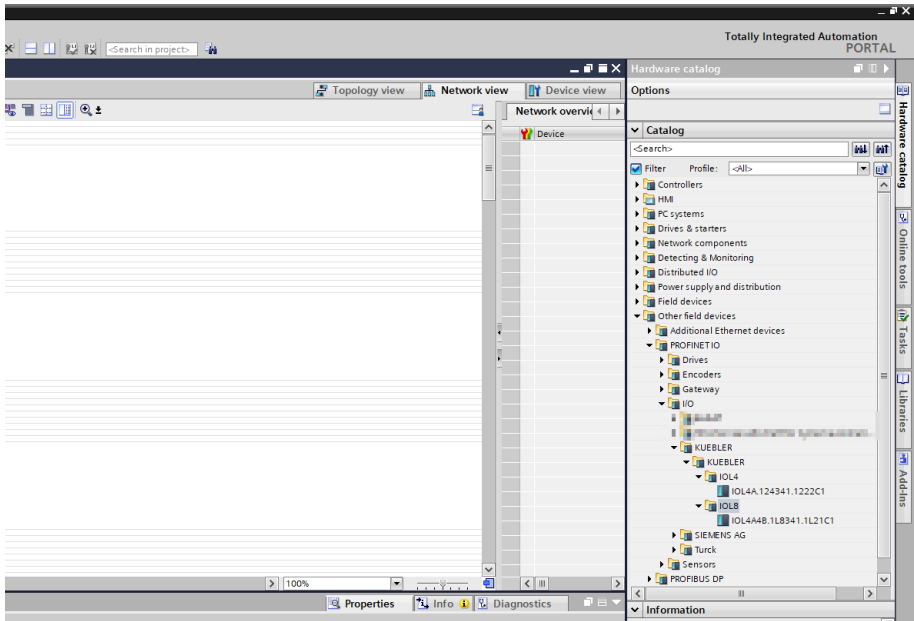 Totally Integrated Automation
PORTAL
<Search in project>
Hardware catalog
Topology view
Network view
Device view
Options
Network overvi
Device
Catalog
<Search>
Filter
Profile:
<All>
Controllers
HMI
PC systems
Drives & starters
Network components
Detecting & Monitoring
Distributed I/O
Power supply and distribution
Field devices
Other field devices
Additional Ethernet devices
PROFINET IO
Drives
Encoders
Gateway
I/O
KUEBLER
KUEBLER
IOL4
IOL4A.124341.1222C1
IOL8
IOL4A4B.1L8341.1L21C1
SIEMENS AG
Turck
Sensors
PROFIBUS DP
100%
Properties
Info
Diagnostics
Information
Hardware catalog
Online tools
Tasks
Libraries
Add-Ins